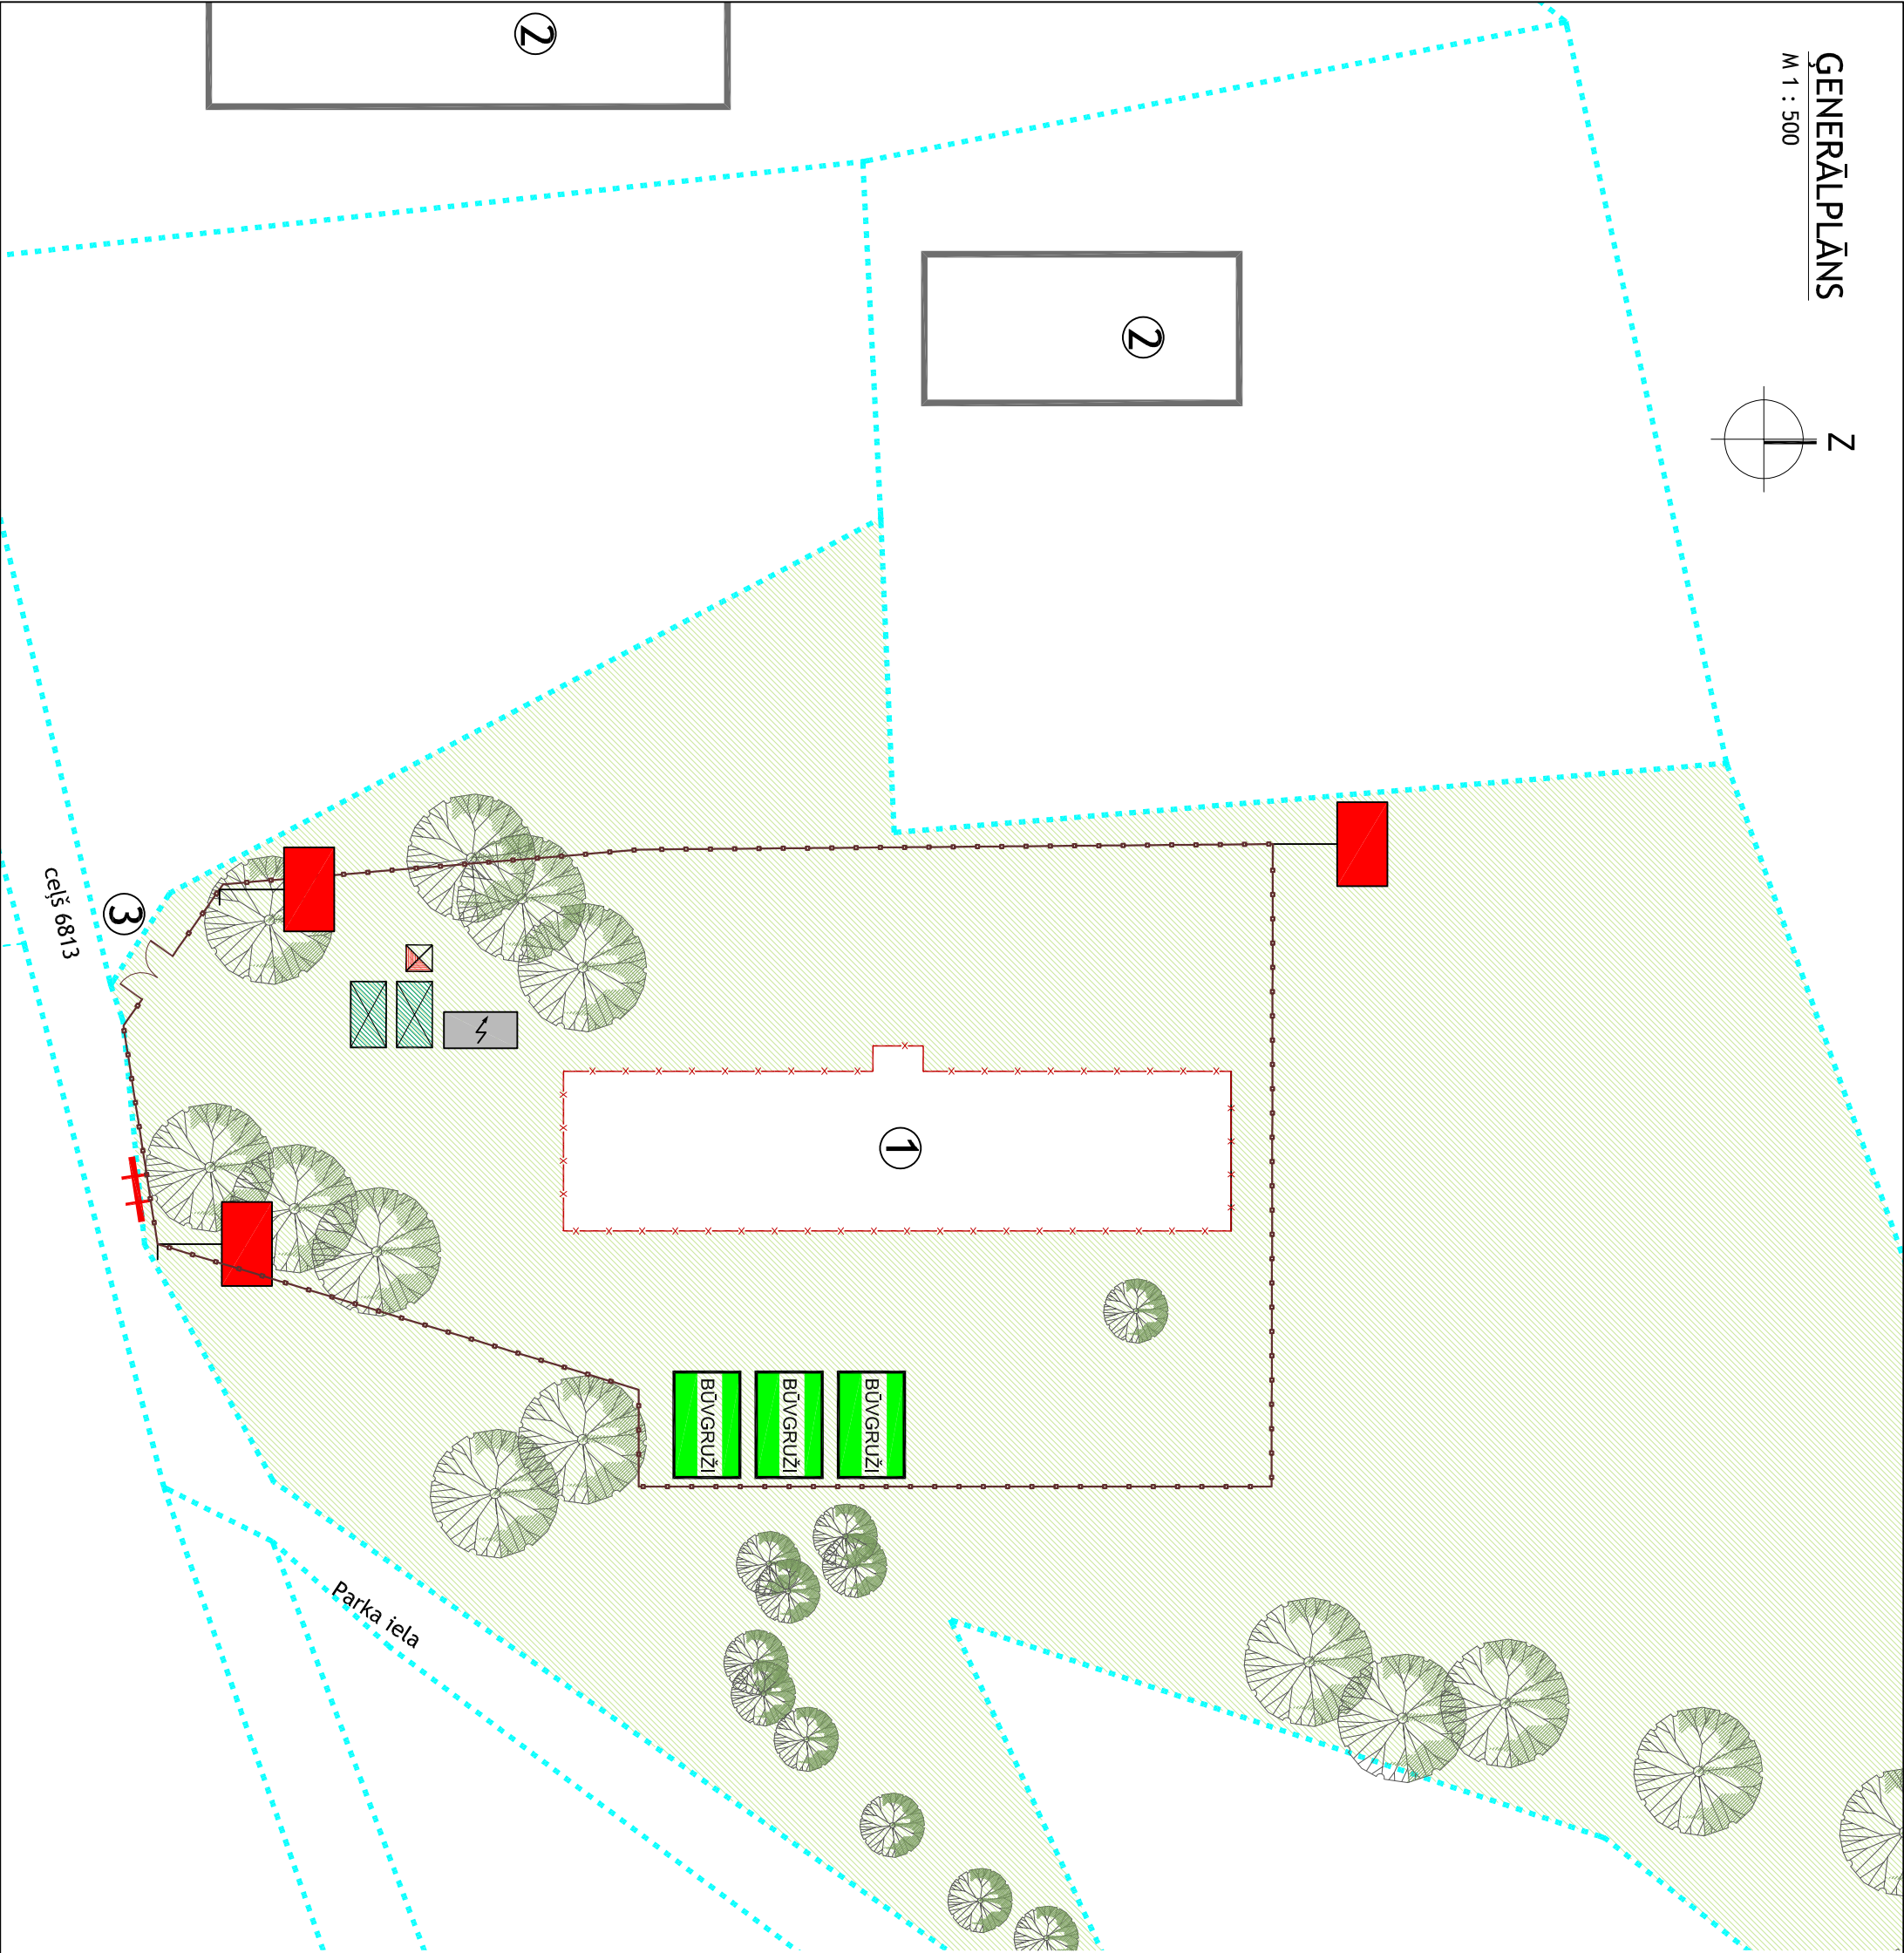 ĢENERĀLPLĀNS
M 1 : 500
Z
2
2
1
3
ceļš 6813
BŪVGRUŽI
BŪVGRUŽI
BŪVGRUŽI
Parka iela